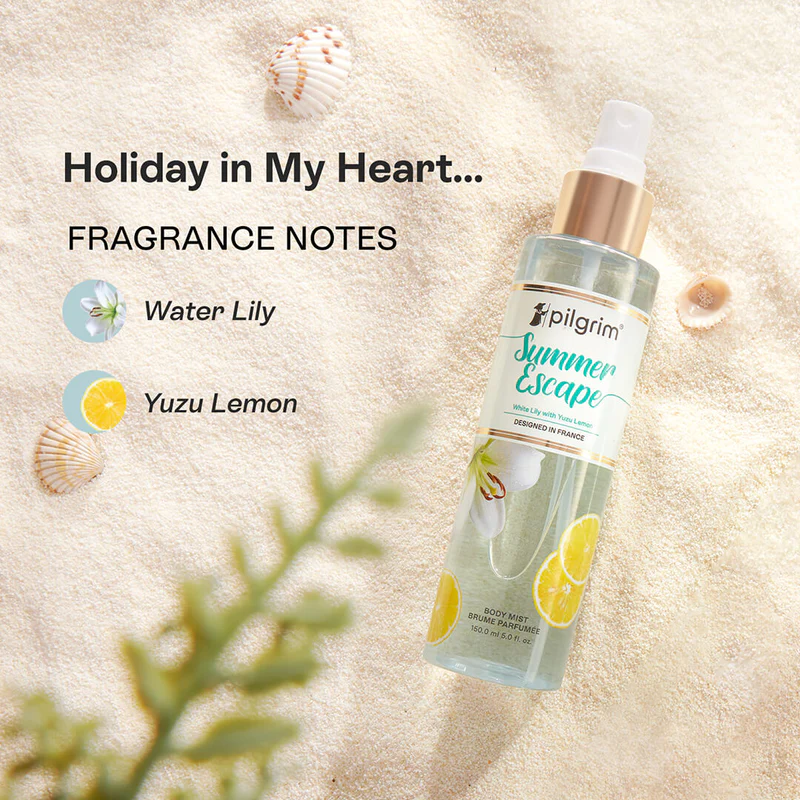 Holiday in My Heart...
FRAGRANCE NOTES
Water Lily
Yuzu Lemon
pilgrim®
Summer
Escape
White Lily with Yuzu Lemon
DESIGNED IN FRANCE
BODY MIST
BRUME PARFUMÉE
150.0 ml 5.0 fl. oz.